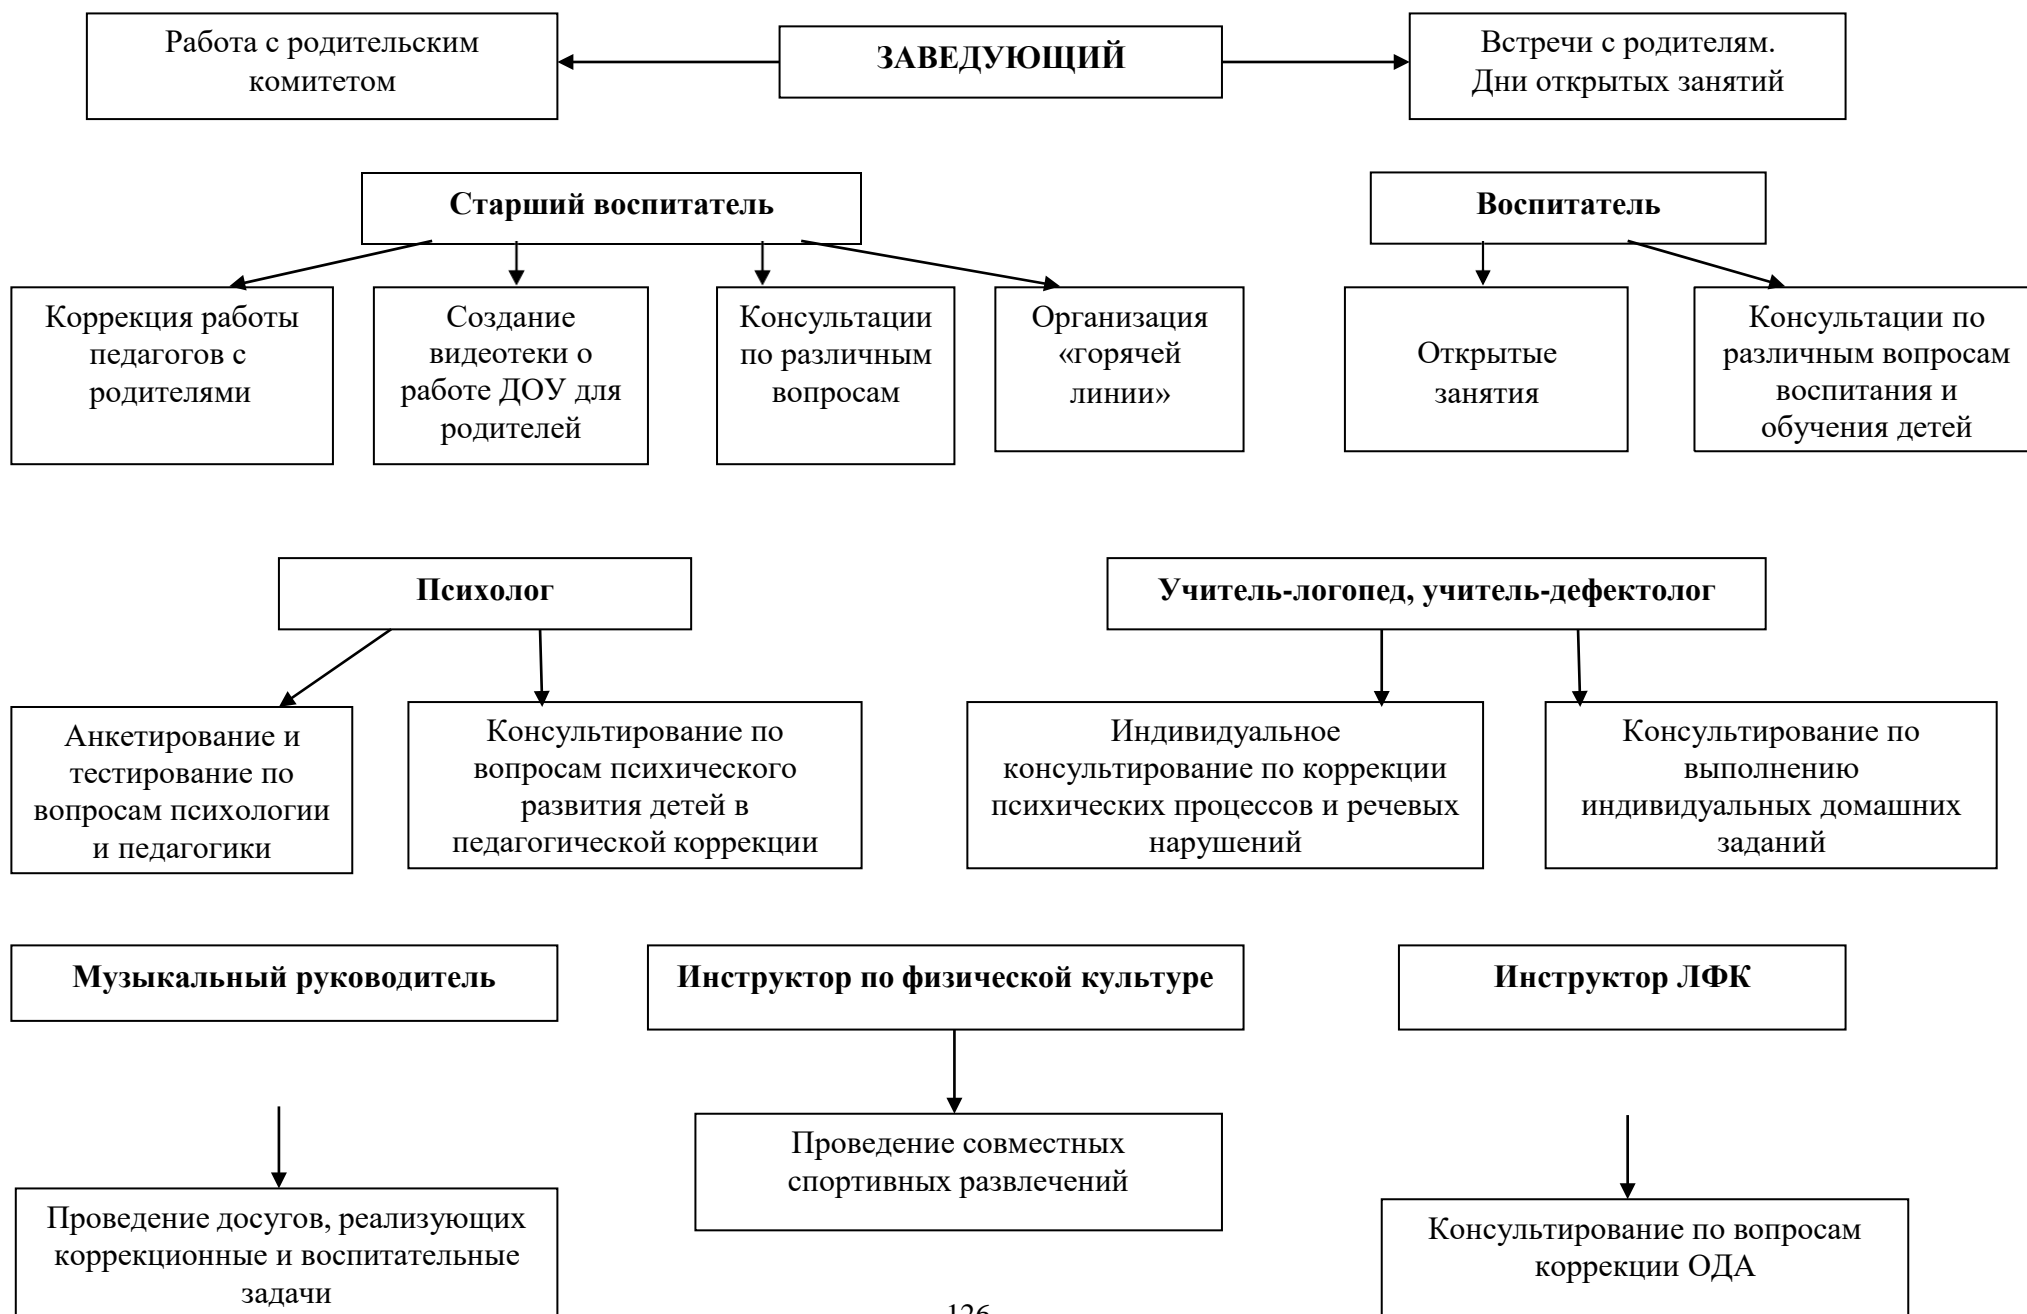 Работа с родительским
комитетом
ЗАВЕДУЮЩИЙ
Встречи с родителям.
Дни открытых занятий
Старший воспитатель
Воспитатель
Коррекция работы
педагогов с
родителями
Создание
видеотеки о
работе ДОУ для
родителей
Консультации
по различным
вопросам
Организация
«горячей
линии»
Открытые
занятия
Консультации по
различным вопросам
воспитания и
обучения детей
Психолог
Учитель-логопед, учитель-дефектолог
Анкетирование и
тестирование по
вопросам психологии
и педагогики
Консультирование по
вопросам психического
развития детей в
педагогической коррекции
Индивидуальное
консультирование по коррекции
психических процессов и речевых
нарушений
Консультирование по
выполнению
индивидуальных домашних
заданий
Музыкальный руководитель
Инструктор по физической культуре
Инструктор ЛФК
Проведение досугов, реализующих
коррекционные и воспитательные
задачи
Проведение совместных
спортивных развлечений
Консультирование по вопросам
коррекции ОДА
126